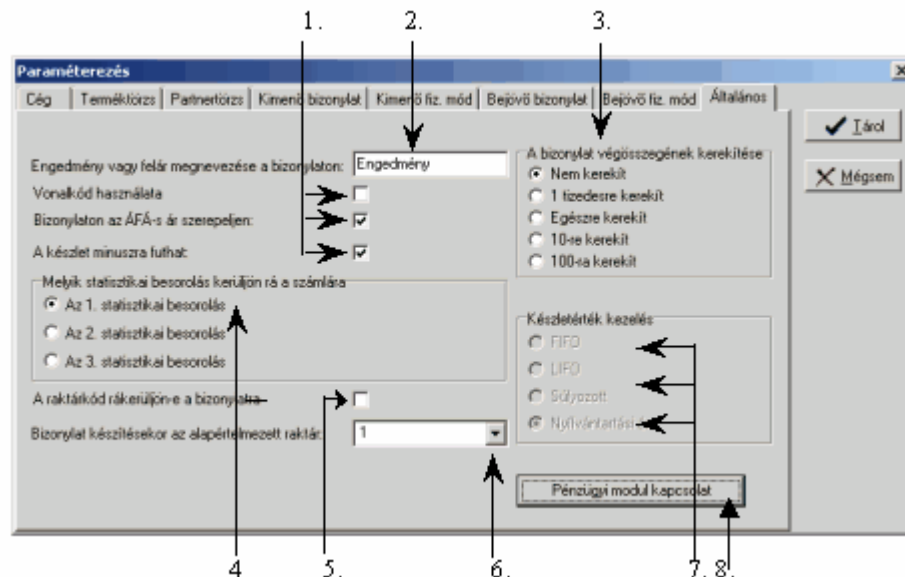 1.
2.
3.
Paraméterezés
Cég
Terméktörzs
Partnertörzs
Kimenő bizonylat
Kimenő fiz. mód
Bejövő bizonylat
Bejövő fiz. mód
Általános
Tárol
Mégsem
Engedmény vagy felár megnevezése a bizonylaton:
Engedmény
Vonalkód használata
Bizonylaton az ÁFÁ-s ár szerepeljen:
A készlet minuszra futhat:
Melyik statisztikai besorolás kerüljön rá a számlára
Az 1. statisztikai besorolás
Az 2. statisztikai besorolás
Az 3. statisztikai besorolás
A raktárkód rákerüljön-e a bizonylatra
Bizonylat készítésekor az alapértelmezett raktár:
1
A bizonylat végösszegének kerekítése
Nem kerekít
1 tizedesre kerekít
Egészre kerekít
10-re kerekít
100-ra kerekít
Készletérték kezelés
FIFO
LIFO
Súlyozott
Nyilvántartási
Pénzügyi modul kapcsolat
4
5.
6.
7.
8.